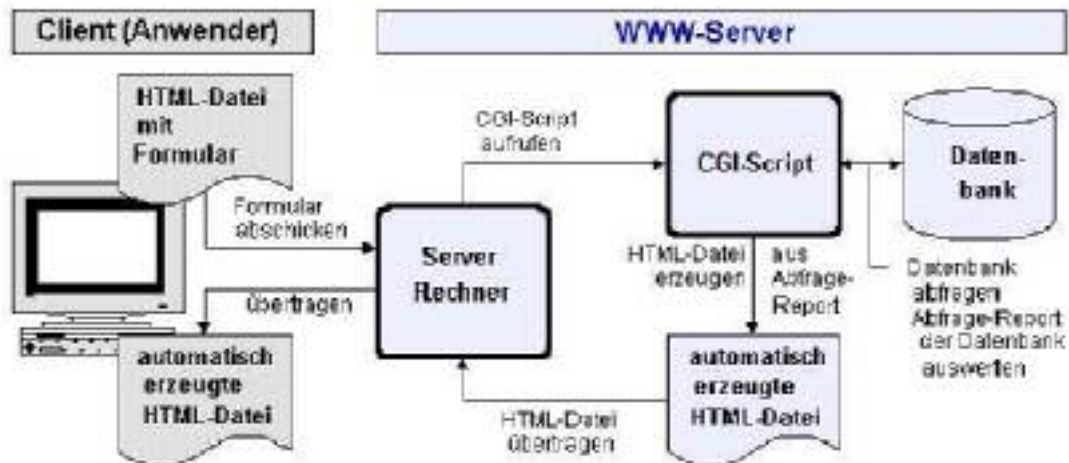 Client (Anwender)
WWW-Server
HTML-Datei
mit
Formular
Formular
abschicken
übertragen
automatisch
erzeugte
HTML-Datei
Server
Rechner
CGI-Script
aufrufen
CGI-Script
Daten-
bank
HTML-Datei
erzeugen
aus
Abfrage-
Report
Datenbank
abfragen
Abfrage-Report
der Datenbank
auswerten
automatisch
erzeugte
HTML-Datei
HTML-Datei
übertragen